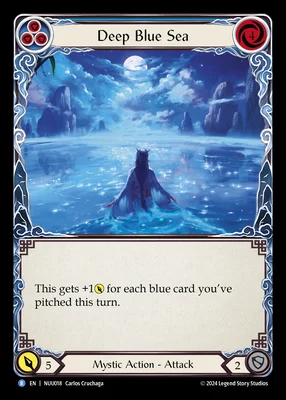 Deep Blue Sea
This gets +1 for each blue card you've
pitched this turn.
5
Mystic Action - Attack
2
B EN | NUU018 Carlos Cruchaga
© 2024 Legend Story Studios